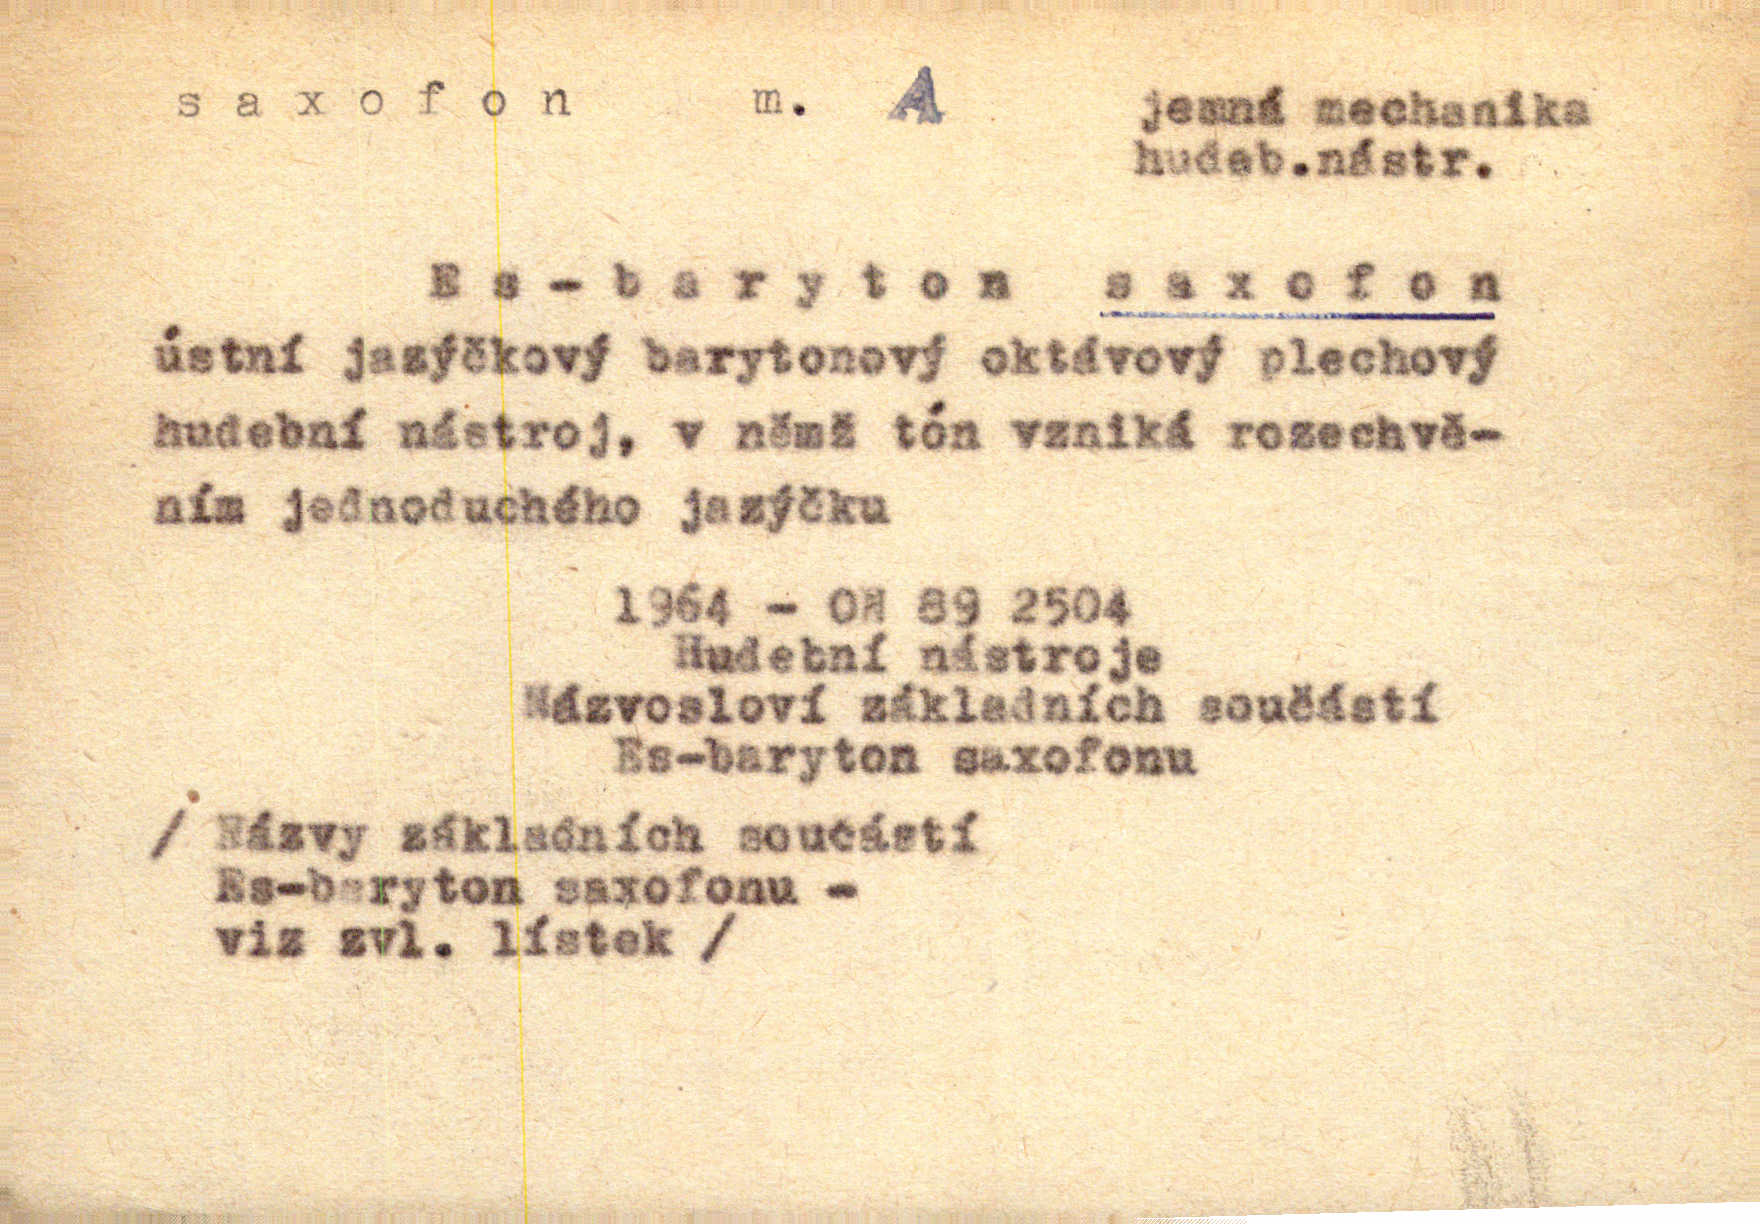 saxofon m. A jemná mechanika
hudeb.nástr.
Es-baryton saxofon
ústní jazýčkový barytonový oktávový plechový
hudební nástroj, v němž tón vzniká rozechvě-
ním jednoduchého jazýčku
1964 - ON 89 2504
Hudební nástroje
Názvosloví základních součástí
Es-baryton saxofonu
/ Názvy základních součástí
Es-baryton saxofonu -
viz zvl. lístek /